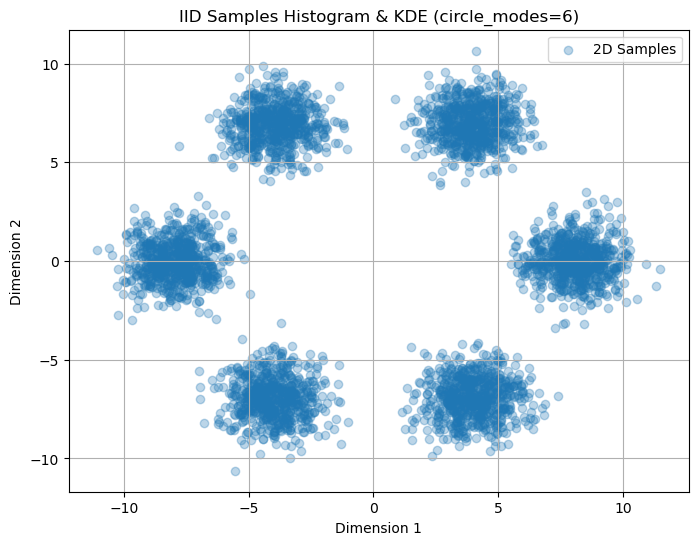 IID Samples Histogram & KDE (circle_modes=6)
2D Samples
10
5
0
−5
−10
Dimension 2
−10 −5 0 5 10
Dimension 1